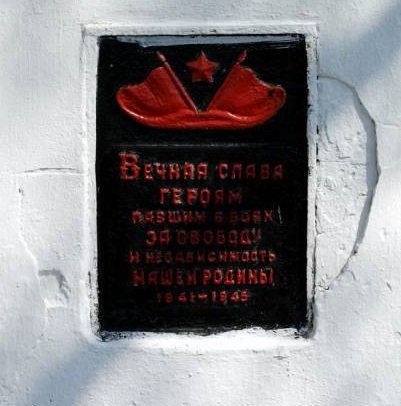 Вечная слава
героям
павшим в боях
за свободу
и независимость
нашей родины
1941-1945